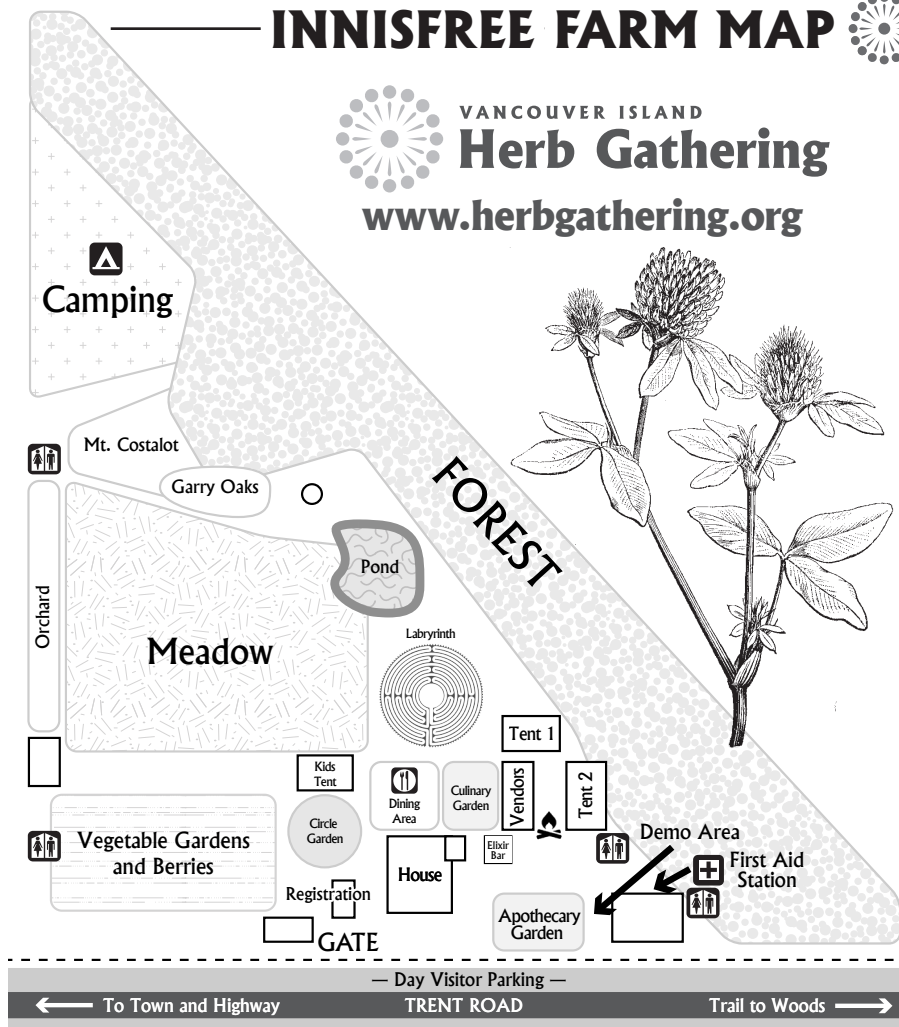 INNISFREE FARM MAP
VANCOUVER ISLAND
Herb Gathering
www.herbgathering.org
Camping
Mt. Costalot
Garry Oaks
FOREST
Pond
Orchard
Meadow
Labryrinth
Tent 1
Kids
Tent
Dining
Area
Culinary
Garden
Vendors
Tent 2
Circle
Garden
Vegetable Gardens
and Berries
Elixir
Bar
Demo Area
First Aid
Station
House
Registration
Apothecary
Garden
GATE
— Day Visitor Parking —
To Town and Highway
TRENT ROAD
Trail to Woods